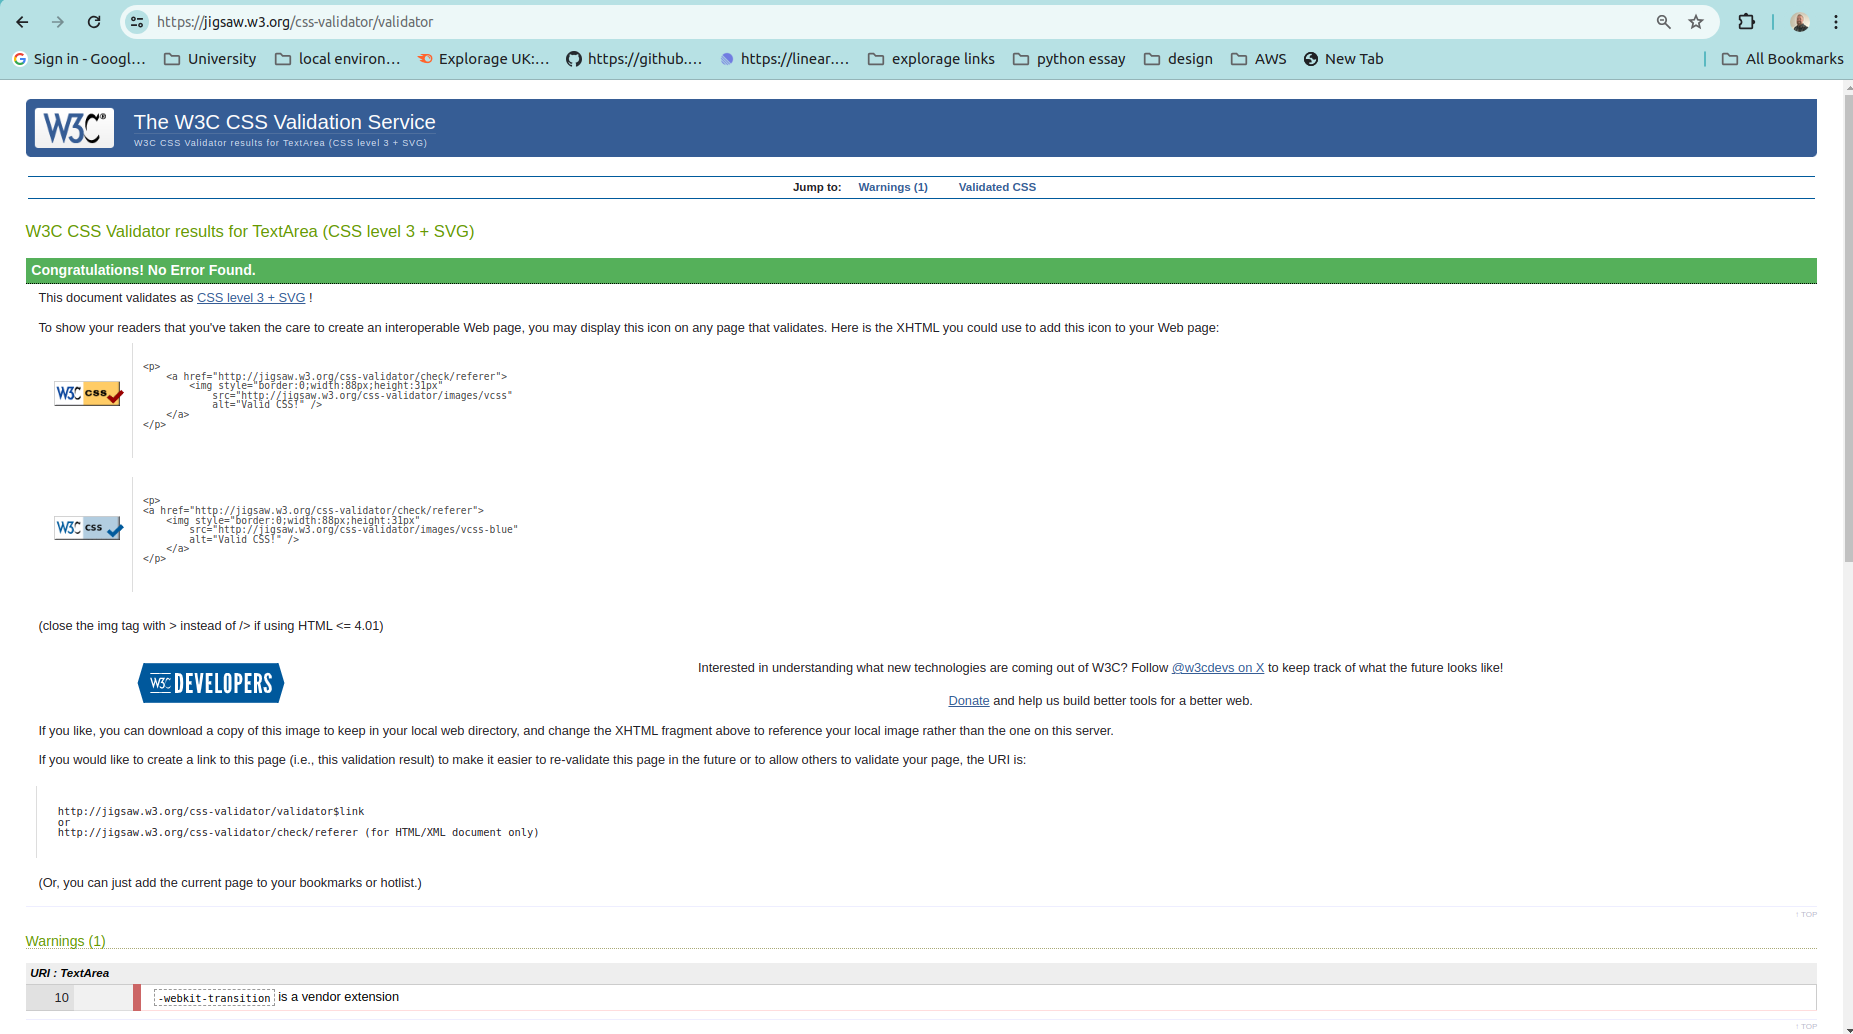 https://jigsaw.w3.org/css-validator/validator
Sign in - Googl... University local environ... Explorage UK:... https://github.... https://linear.... explorage links python essay design AWS New Tab All Bookmarks
W3C® The W3C CSS Validation Service
W3C CSS Validator results for TextArea (CSS level 3 + SVG)
Jump to: Warnings (1) Validated CSS
W3C CSS Validator results for TextArea (CSS level 3 + SVG)
Congratulations! No Error Found.
This document validates as CSS level 3 + SVG !
To show your readers that you've taken the care to create an interoperable Web page, you may display this icon on any page that validates. Here is the XHTML you could use to add this icon to your Web page:
W3C css
<p>
<a href="http://jigsaw.w3.org/css-validator/check/referer">
<img style="border:0;width:88px;height:31px"
src="http://jigsaw.w3.org/css-validator/images/vcss"
alt="Valid CSS!" />
</a>
</p>
W3C css
<p>
<a href="http://jigsaw.w3.org/css-validator/check/referer">
<img style="border:0;width:88px;height:31px"
src="http://jigsaw.w3.org/css-validator/images/vcss-blue"
alt="Valid CSS!" />
</a>
</p>
(close the img tag with > instead of /> if using HTML <= 4.01)
W3C DEVELOPERS
Interested in understanding what new technologies are coming out of W3C? Follow @w3cdevs on X to keep track of what the future looks like!
Donate and help us build better tools for a better web.
If you like, you can download a copy of this image to keep in your local web directory, and change the XHTML fragment above to reference your local image rather than the one on this server.
If you would like to create a link to this page (i.e., this validation result) to make it easier to re-validate this page in the future or to allow others to validate your page, the URI is:
http://jigsaw.w3.org/css-validator/validator$link
or
http://jigsaw.w3.org/css-validator/check/referer (for HTML/XML document only)
(Or, you can just add the current page to your bookmarks or hotlist.)
↑ TOP
Warnings (1)
URI : TextArea
10 -webkit-transition is a vendor extension
↑ TOP